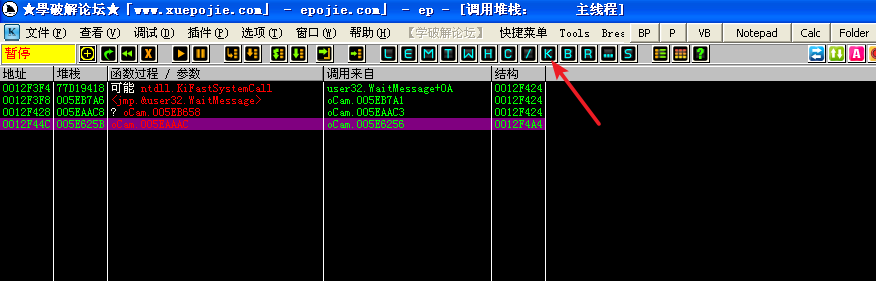 ★學破解论坛★「www.xuepojie.com」 - epojie.com」 - ep - [调用堆栈: 主线程]
K 文件(F) 查看(V) 调试(D) 插件(P) 选项(T) 窗口(W) 帮助(H) 【学破解论坛】 快捷菜单 Tools Bree BP P VB Notepad Calc Folder
暂停 L E M T W H C / K B R ... S ? A
地址 堆栈 函数过程 / 参数 调用来自 结构
0012F3F4 77D19418 可能 ntdll.KiFastSystemCall user32.WaitMessage+0A 0012F424
0012F3F8 005EB7A6 <jmp.&user32.WaitMessage> oCam.005EB7A1 0012F424
0012F428 005EAAC8 ? oCam.005EB658 oCam.005EAAC3 0012F424
0012F44C 005E625B oCam.005EAAAC oCam.005E6256 0012F4A4